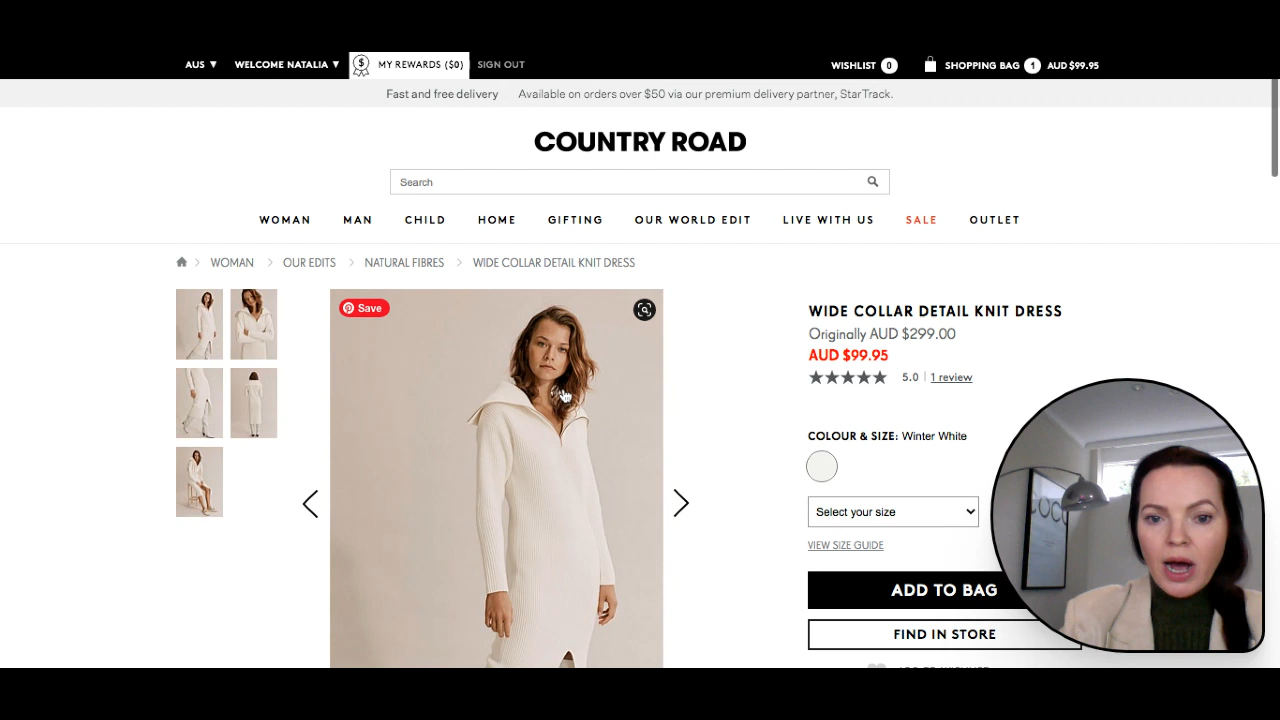 AUS ▼ WELCOME NATALIA ▼ $ MY REWARDS ($0) SIGN OUT WISHLIST 0 SHOPPING BAG 1 AUD $99.95
Fast and free delivery Available on orders over $50 via our premium delivery partner, StarTrack.
COUNTRY ROAD
Search
WOMAN MAN CHILD HOME GIFTING OUR WORLD EDIT LIVE WITH US SALE OUTLET
WOMAN > OUR EDITS > NATURAL FIBRES > WIDE COLLAR DETAIL KNIT DRESS
Save
WIDE COLLAR DETAIL KNIT DRESS
Originally AUD $299.00
AUD $99.95
★★★★★ 5.0 | 1 review
COLOUR & SIZE: Winter White
Select your size
VIEW SIZE GUIDE
ADD TO BAG
FIND IN STORE